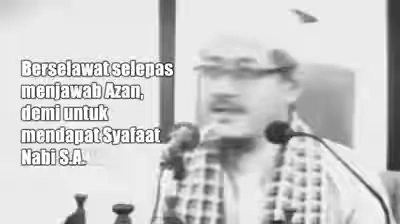 Berselawat selepas
menjawab Azan,
demi untuk
mendapat Syafaat
Nabi S.A.